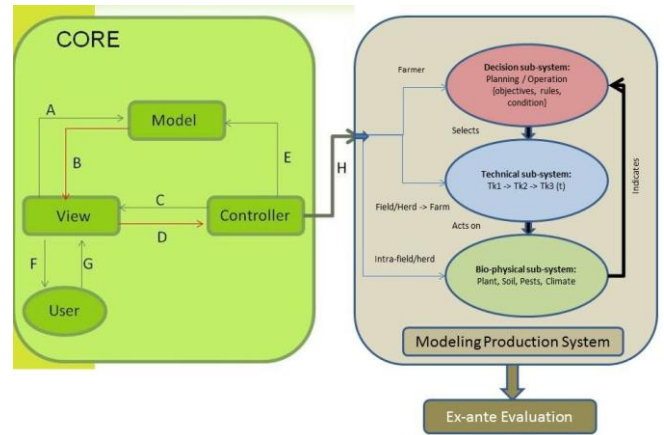 CORE
A
Model
B
E
H
C
View
Controller
D
F
G
User
Farmer
Decision sub-system:
Planning / Operation
{objectives, rules,
condition}
Selects
Technical sub-system:
Tk1 -> Tk2 -> Tk3 (t)
Indicates
Field/Herd -> Farm
Acts on
Intra-field/herd
Bio-physical sub-system:
Plant, Soil, Pests, Climate
Modeling Production System
Ex-ante Evaluation